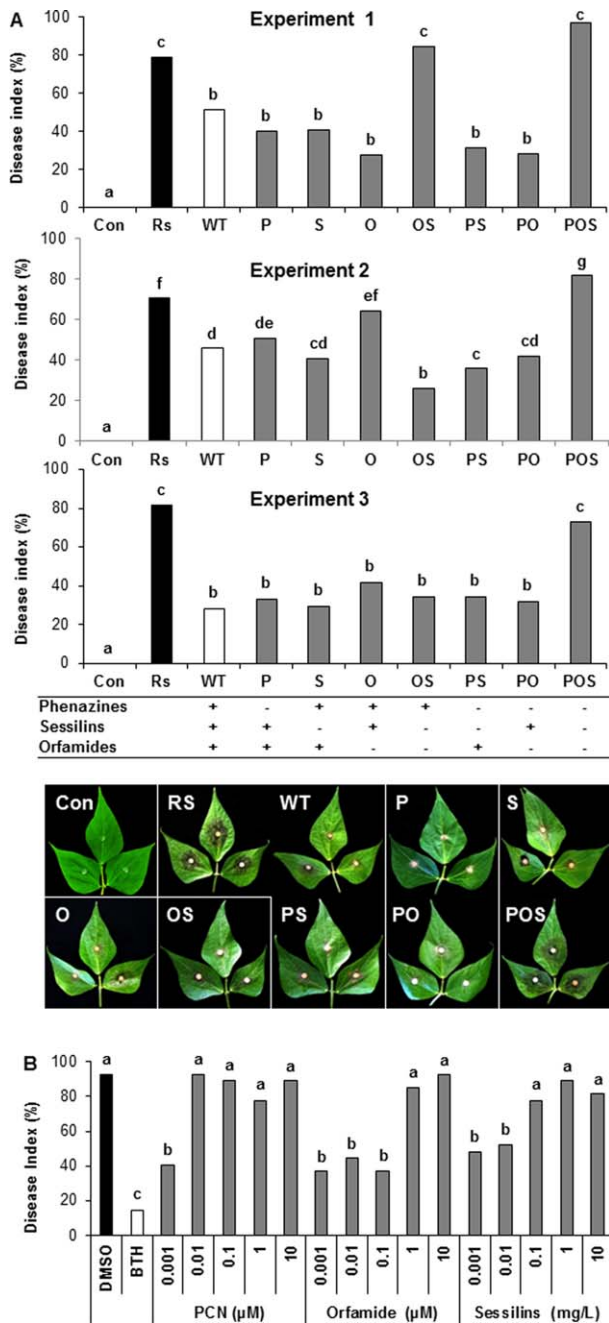 A
Experiment 1
Disease index (%)
100
80
60
40
20
0
a c b b b b c b b c
Con Rs WT P S O OS PS PO POS
Experiment 2
Disease index (%)
100
80
60
40
20
0
a f d de cd ef b c cd g
Con Rs WT P S O OS PS PO POS
Experiment 3
Disease index (%)
100
80
60
40
20
0
a c b b b b b b b c
Con Rs WT P S O OS PS PO POS
Phenazines + - + + + - - -
Sessilins + + - + - - + -
Orfamides + + + - - + - -
Con RS WT P S
O OS PS PO POS
B
Disease Index (%)
100
80
60
40
20
0
a c b a a a a b b b a a b b a a a
DMSO BTH 0.001 0.01 0.1 1 10 0.001 0.01 0.1 1 10 0.001 0.01 0.1 1 10
PCN (µM) Orfamide (µM) Sessilins (mg/L)